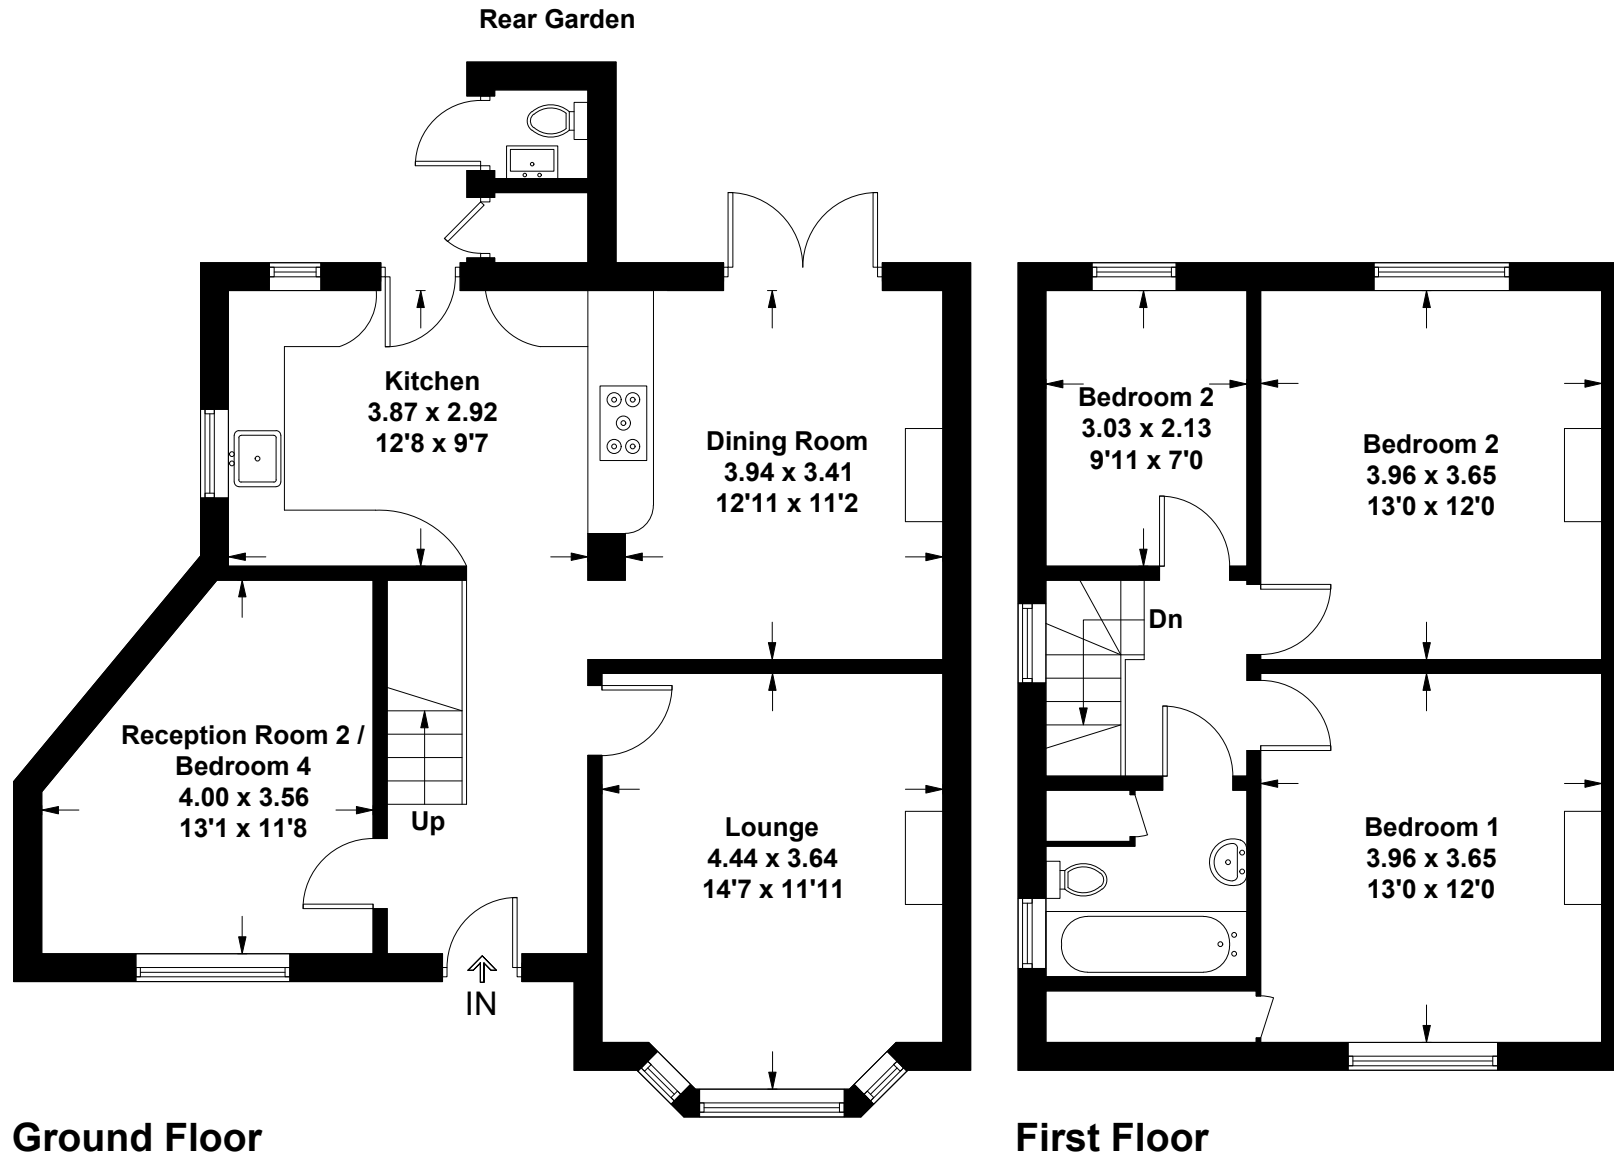 Rear Garden
Kitchen
3.87 x 2.92
12'8 x 9'7
Dining Room
3.94 x 3.41
12'11 x 11'2
Reception Room 2 /
Bedroom 4
4.00 x 3.56
13'1 x 11'8
Up
Lounge
4.44 x 3.64
14'7 x 11'11
IN
Ground Floor
Bedroom 2
3.03 x 2.13
9'11 x 7'0
Bedroom 2
3.96 x 3.65
13'0 x 12'0
Dn
Bedroom 1
3.96 x 3.65
13'0 x 12'0
First Floor